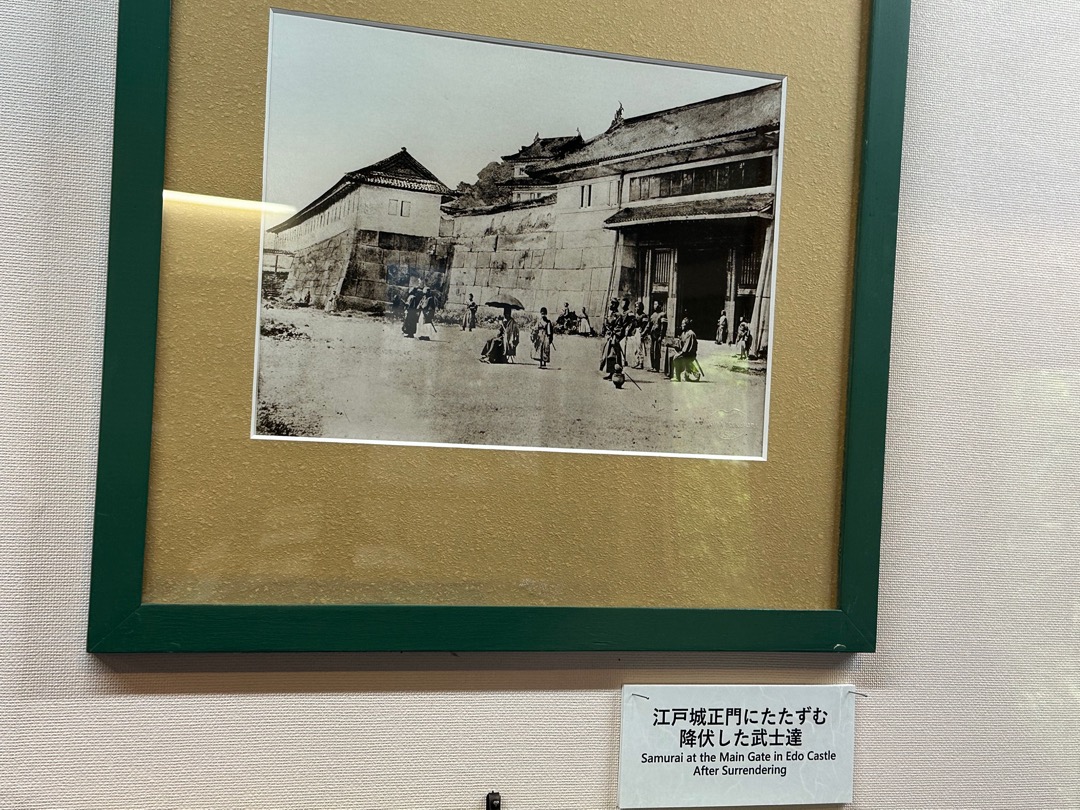 江戸城正門にたたずむ
降伏した武士達
Samurai at the Main Gate in Edo Castle
After Surrendering